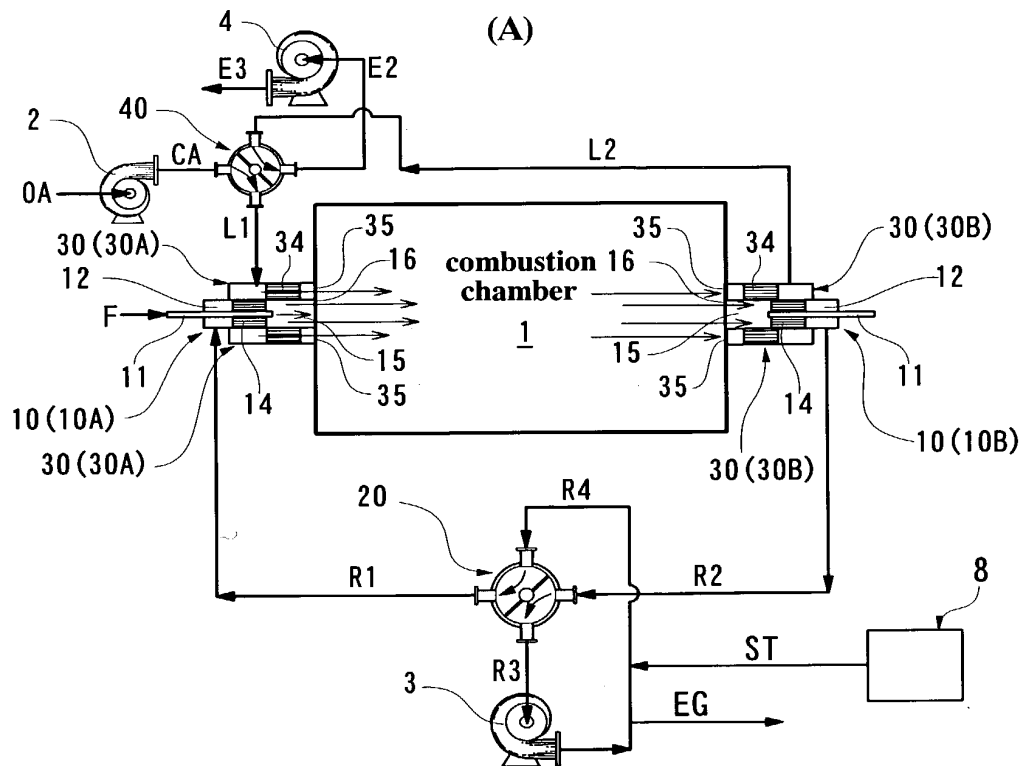 (A)
4
E3
E2
40
2
CA
L2
OA
L1
30(30A)
35
34
16
12
combustion 16
chamber
1
35
34
30(30B)
12
F
11
15
14
35
15
35
14
11
10(10A)
30(30A)
30(30B)
10(10B)
20
R4
R1
R2
8
ST
R3
3
EG